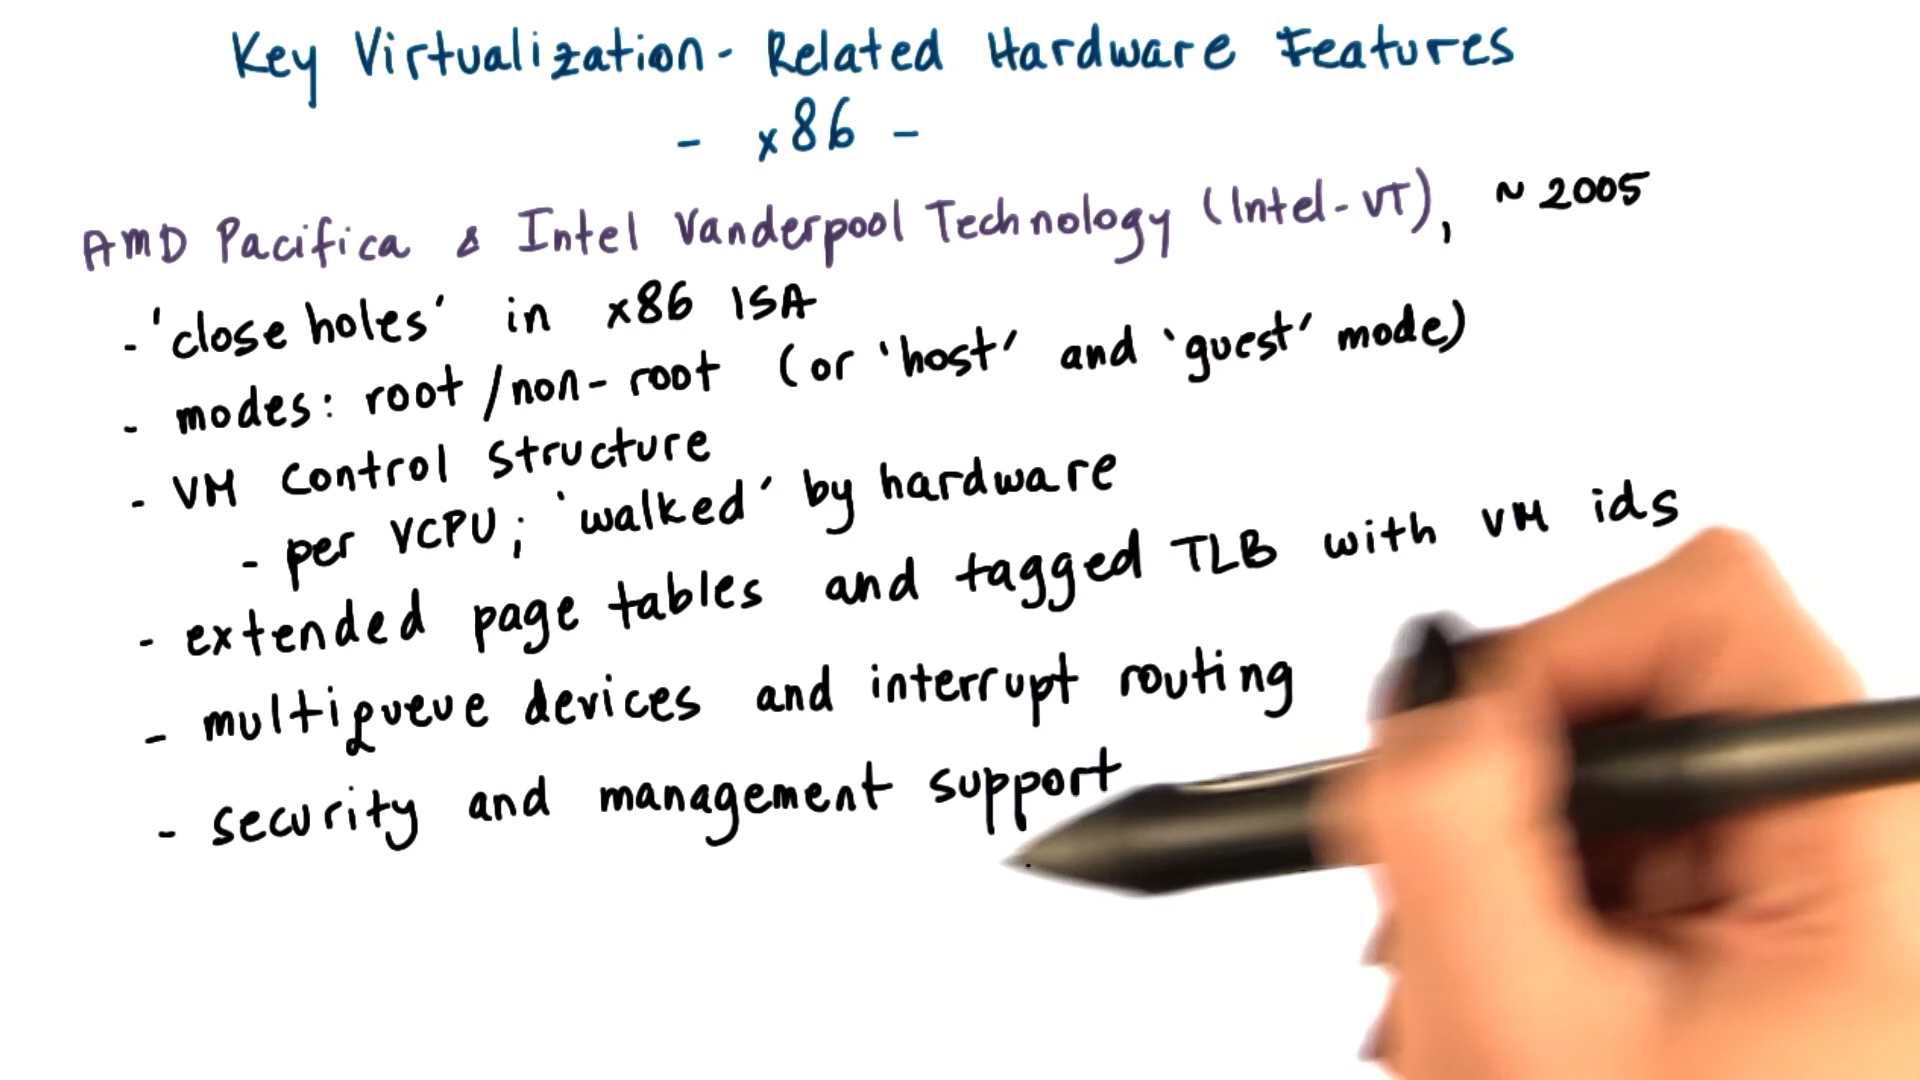 Key Virtualization- Related Hardware Features
- x86 -
AMD Pacifica & Intel Vanderpool Technology (Intel-VT), ~ 2005
- 'close holes' in x86 ISA
- modes: root/non-root (or 'host' and 'guest' mode)
- VM Control Structure
- per VCPU; 'walked' by hardware
- extended page tables and tagged TLB with VM ids
- multiqueue devices and interrupt routing
- security and management support